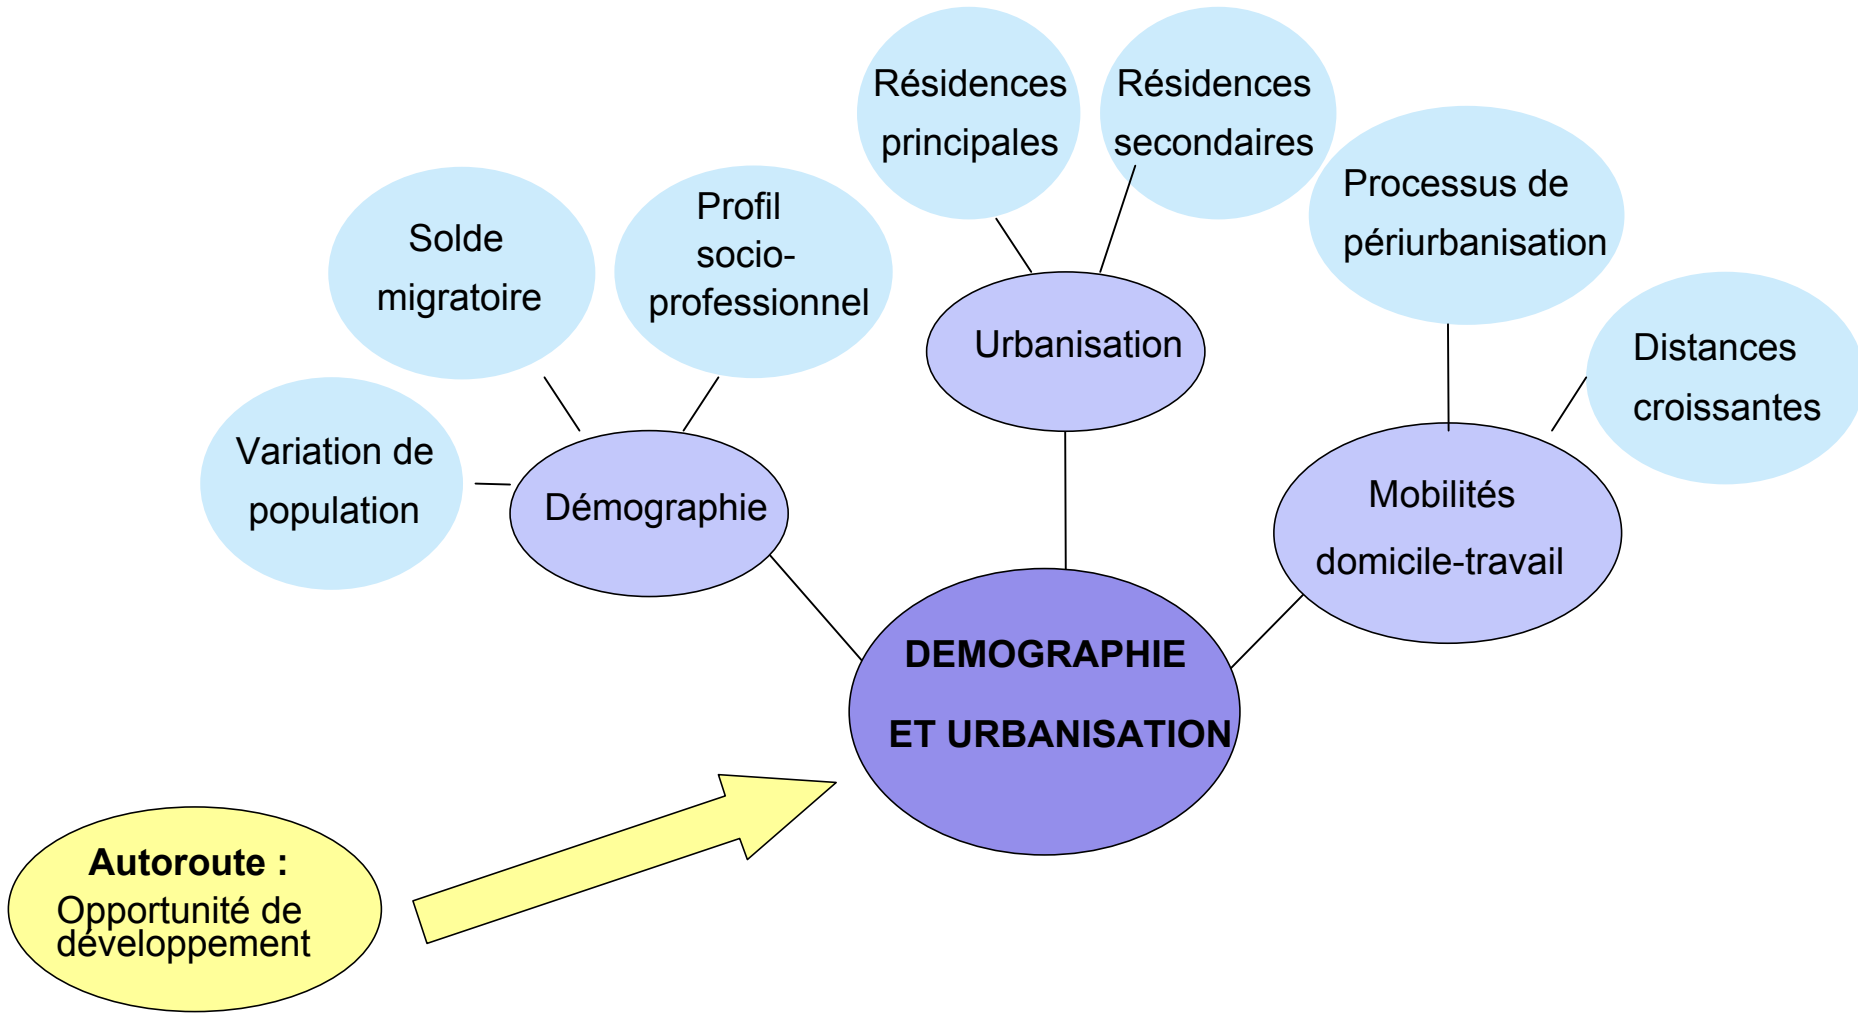 Résidences
principales
Résidences
secondaires
Processus de
périurbanisation
Profil
socio-
professionnel
Solde
migratoire
Urbanisation
Distances
croissantes
Variation de
population
Démographie
Mobilités
domicile-travail
DEMOGRAPHIE
ET URBANISATION
Autoroute :
Opportunité de
développement